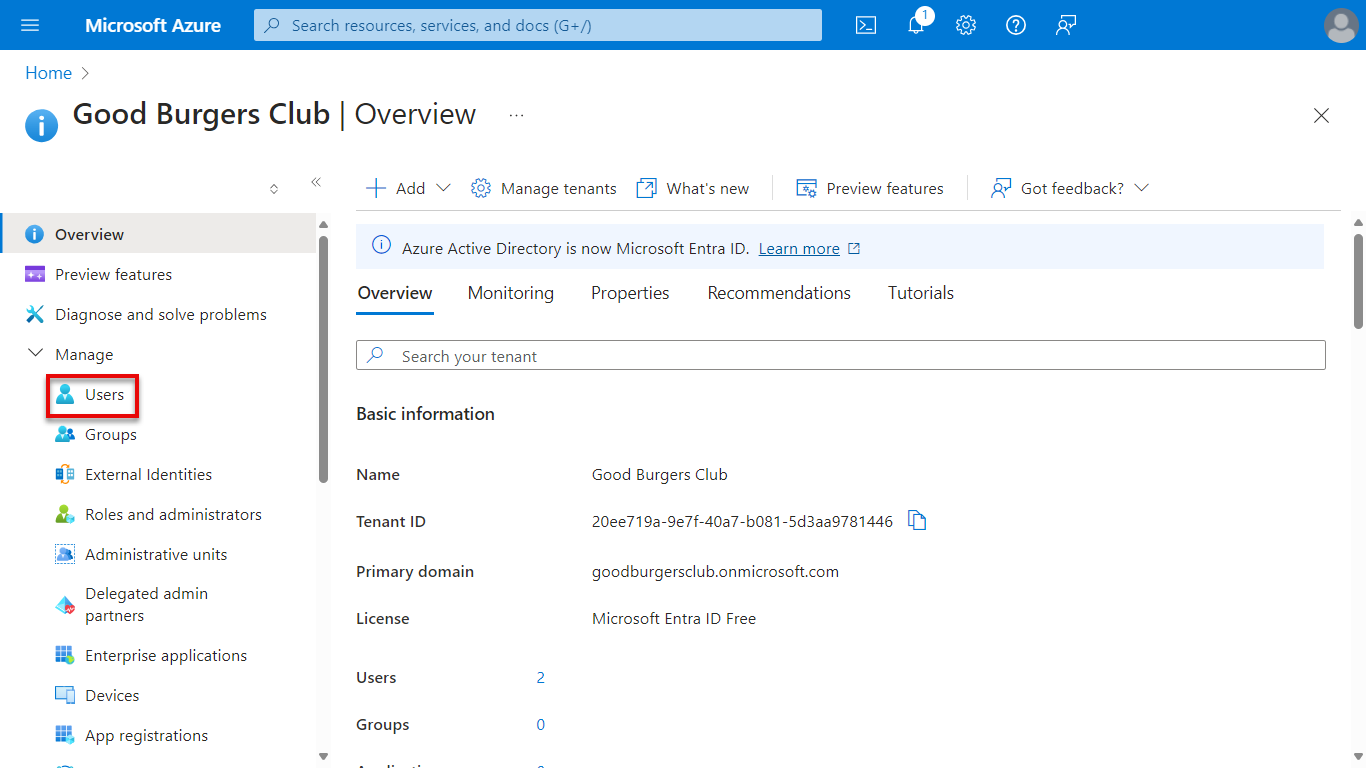 Microsoft Azure
Search resources, services, and docs (G+/)
1
Home
Good Burgers Club | Overview
...
Add
Manage tenants
What's new
Preview features
Got feedback?
Overview
Preview features
Diagnose and solve problems
Manage
Users
Groups
External Identities
Roles and administrators
Administrative units
Delegated admin
partners
Enterprise applications
Devices
App registrations
Azure Active Directory is now Microsoft Entra ID. Learn more
Overview Monitoring Properties Recommendations Tutorials
Search your tenant
Basic information
Name Good Burgers Club
Tenant ID 20ee719a-9e7f-40a7-b081-5d3aa9781446
Primary domain goodburgersclub.onmicrosoft.com
License Microsoft Entra ID Free
Users 2
Groups 0